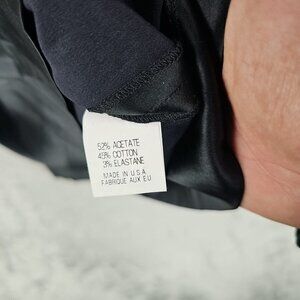 52% ACETATE
45% COTTON
3% ELASTANE
MADE IN U.S.A
FABRIQUE AUX E.U